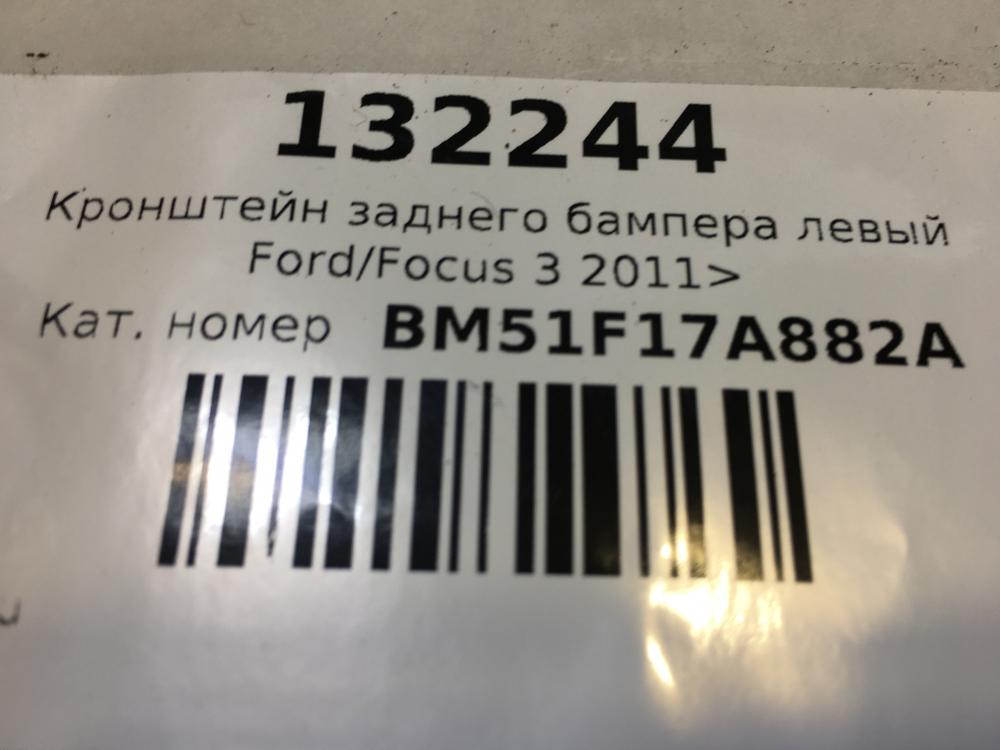 132244
Кронштейн заднего бампера левый
Ford/Focus 3 2011>
Кат. номер BM51F17A882A